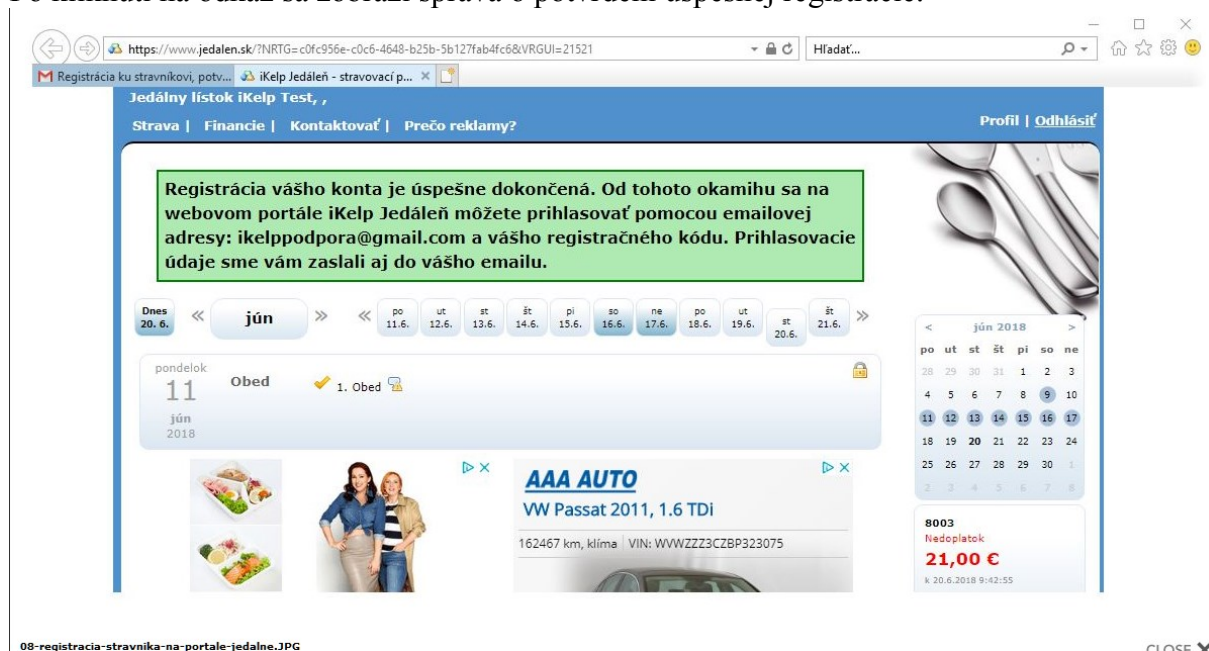 Po kliknutí na odkaz sa zobrazí správa o potvrdení úspešnej registrácie.
https://www.jedalen.sk/?NRTG=c0fc956e-c0c6-4648-b25b-5b127fab4fc6&VRGUI=21521
Hľadať...
Registrácia ku stravníkovi, potv...
iKelp Jedáleň - stravovací p...
Jedálny lístok iKelp Test, ,
Strava | Financie | Kontaktovať | Prečo reklamy?
Profil | Odhlásiť
Registrácia vášho konta je úspešne dokončená. Od tohoto okamihu sa na
webovom portále iKelp Jedáleň môžete prihlasovať pomocou emailovej
adresy: ikelppodpora@gmail.com a vášho registračného kódu. Prihlasovacie
údaje sme vám zaslali aj do vášho emailu.
Dnes 20. 6. « jún » « po 11.6. ut 12.6. st 13.6. št 14.6. pi 15.6. so 16.6. ne 17.6. po 18.6. ut 19.6. st 20.6. št 21.6. »
pondelok
11
jún
2018
Obed
1. Obed
< jún 2018 >
po ut st št pi so ne
28 29 30 31 1 2 3
4 5 6 7 8 9 10
11 12 13 14 15 16 17
18 19 20 21 22 23 24
25 26 27 28 29 30 1
2 3 4 5 6 7 8
AAA AUTO
VW Passat 2011, 1.6 TDi
162467 km, klíma | VIN: WVWZZZ3CZBP323075
8003
Nedoplatok
21,00 €
k 20.6.2018 9:42:55
08-registracia-stravnika-na-portale-jedalne.JPG
CLOSE X